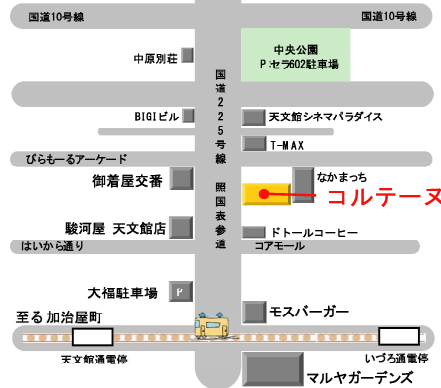 国道10号線
国道10号線
中原別荘
中央公園
P:セラ602駐車場
国道225号線 照国表参道
BIGIビル
天文館シネマパラダイス
T-MAX
ぴらもーるアーケード
御着屋交番
なかまっち
コルテーヌ
駿河屋 天文館店
ドトールコーヒー
はいから通り
コアモール
大福駐車場
P
モスバーガー
至る 加治屋町
天文館通電停
いづろ通電停
マルヤガーデンズ